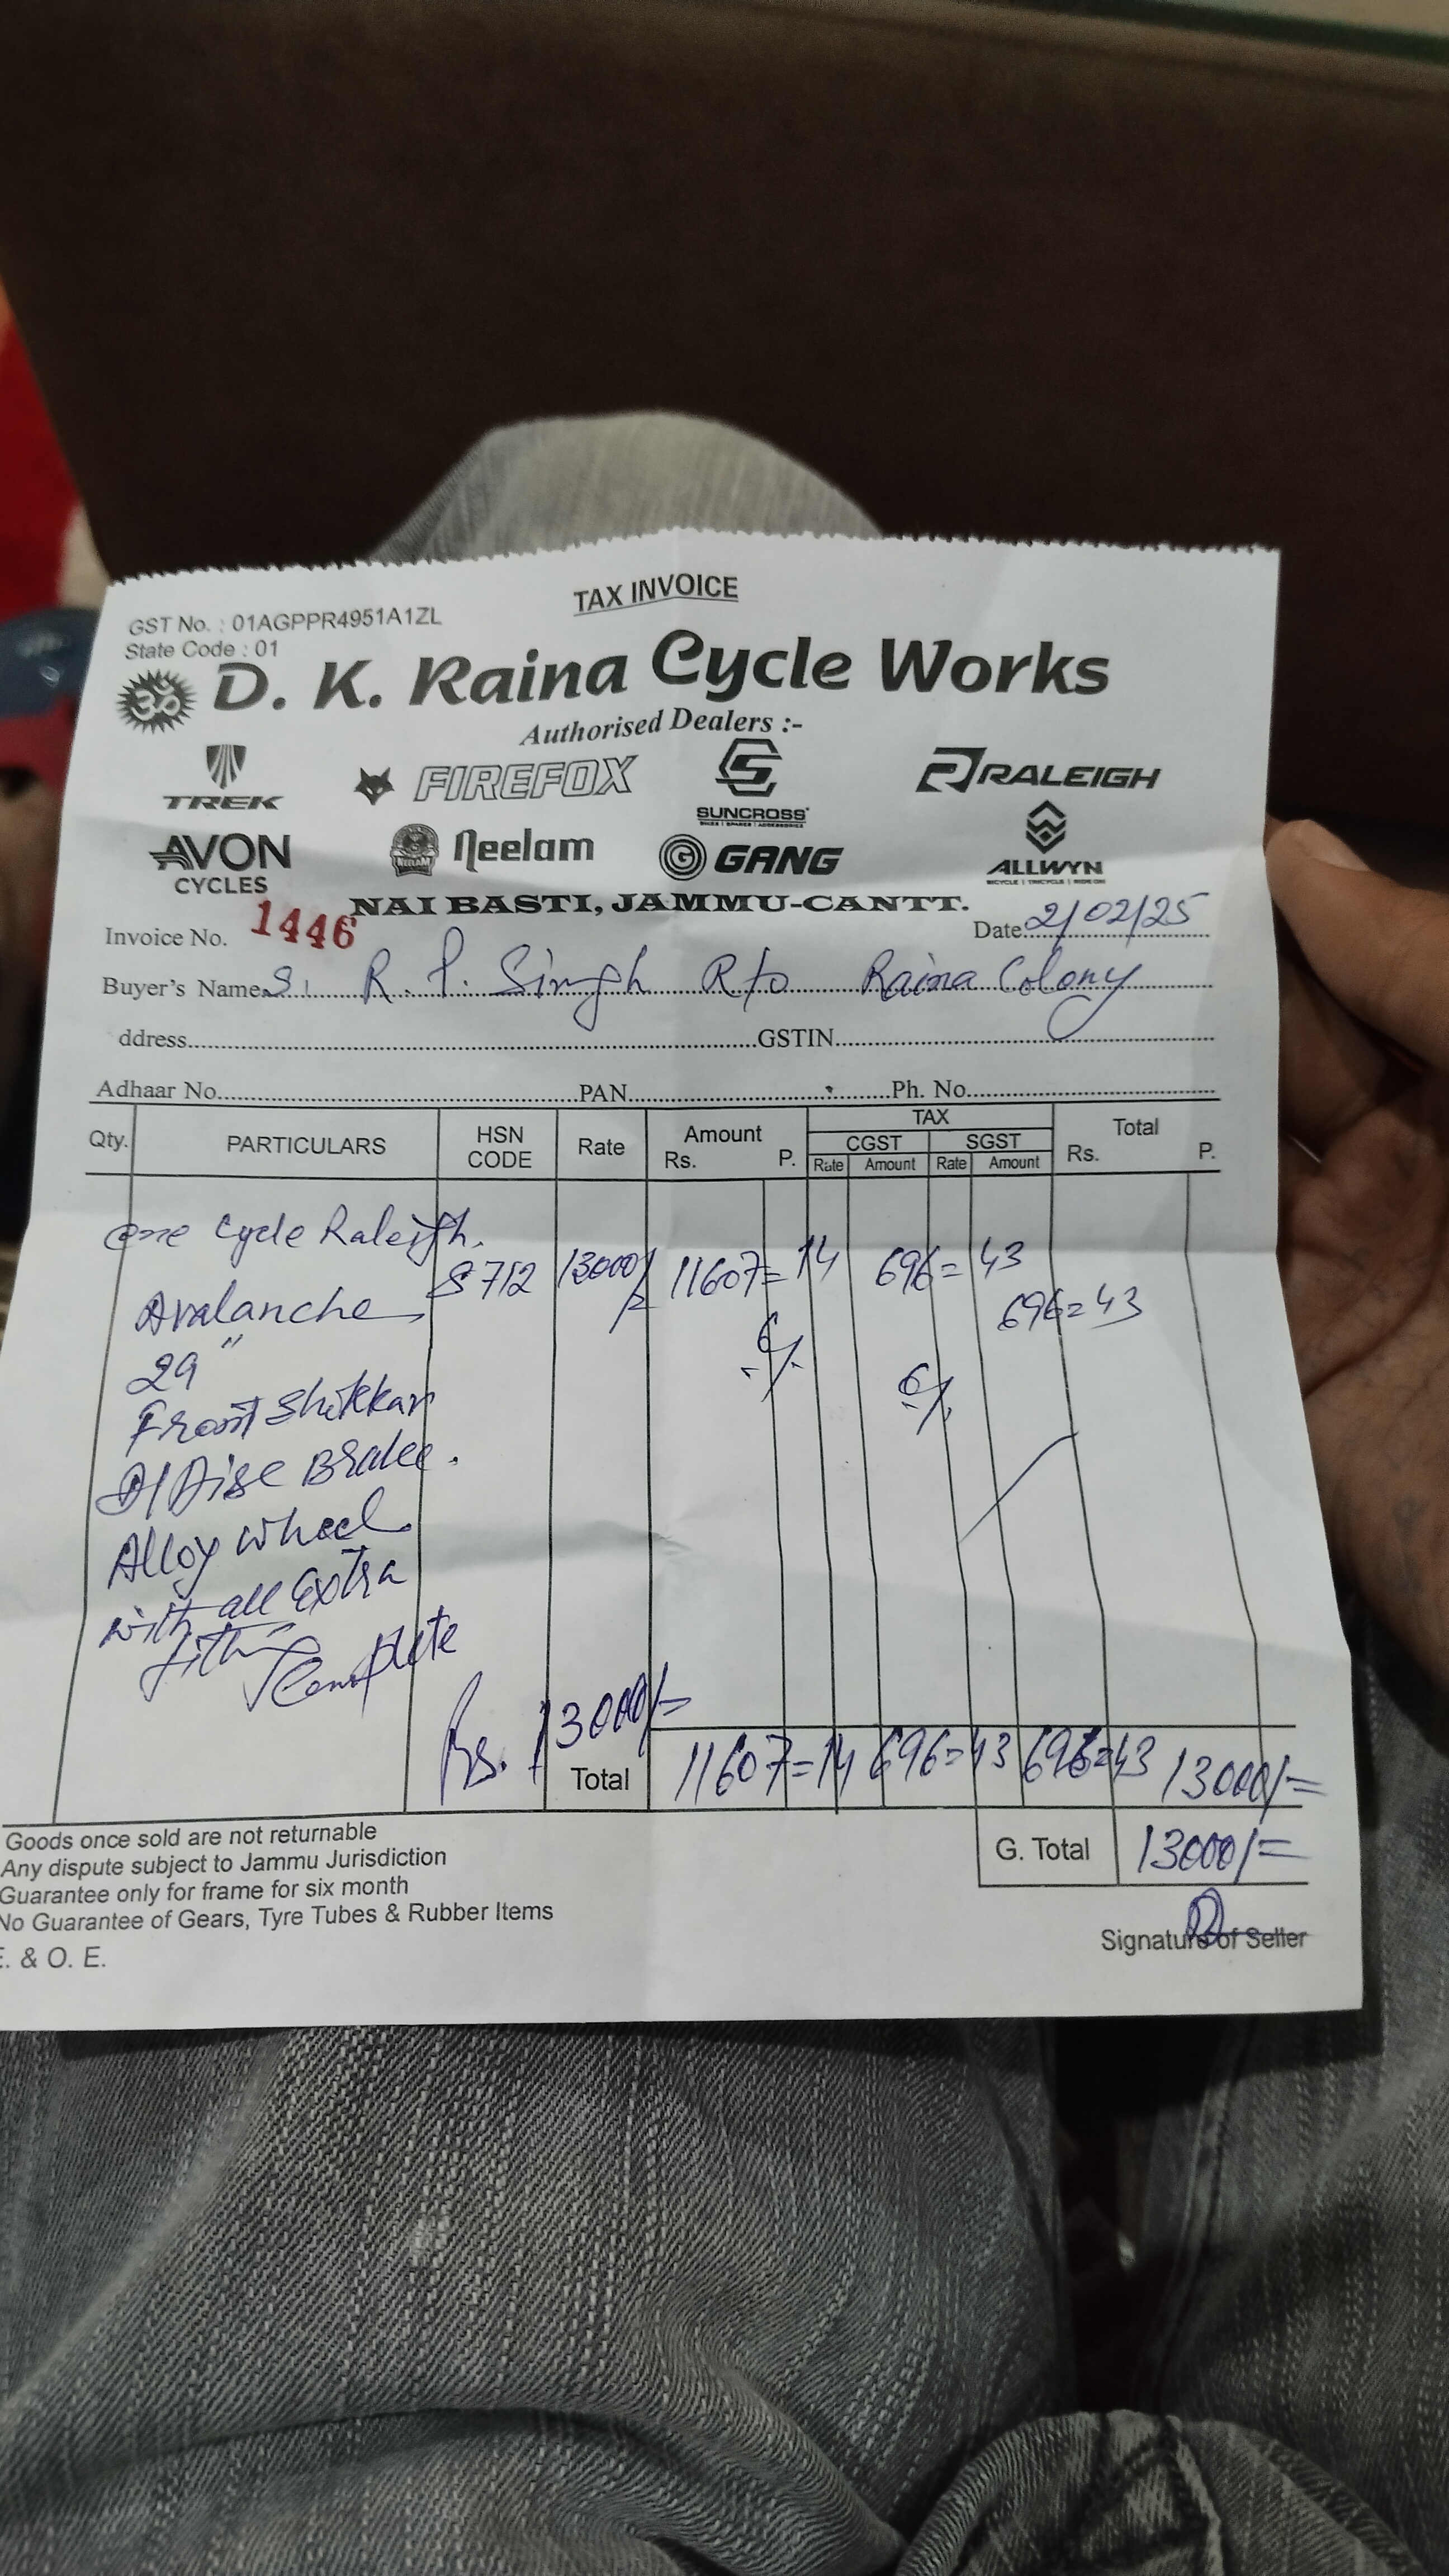 TAX INVOICE
GST No. : 01AGPPR4951A1ZL
State Code : 01
ॐ D. K. Raina Cycle Works
Authorised Dealers :-
TREK FIREFOX SUNCROSS RALEIGH
AVON CYCLES NEELAM Neelam G GANG ALLWYN
NAI BASTI, JAMMU-CANTT.
Invoice No. 1446 Date 2/02/25
Buyer's Name S. R. P. Singh R/o Raina Colony
ddress GSTIN
Adhaar No. PAN Ph. No.
Qty. PARTICULARS HSN CODE Rate Amount Rs. P. TAX CGST Rate Amount SGST Rate Amount Total Rs. P.
one Cycle Raleigh.
Avalanche 8712 13000/- 11607=14 696=43 696=43
29" 6% 6%
Front Shokkar
D/Disc Brake.
Alloy Wheel
with all Extra
Complete
Rs. 13000/=
Total 11607=14 696=43 696=43 13000/=
G. Total 13000/=
Goods once sold are not returnable
Any dispute subject to Jammu Jurisdiction
Guarantee only for frame for six month
No Guarantee of Gears, Tyre Tubes & Rubber Items
E. & O. E.
Signature of Seller